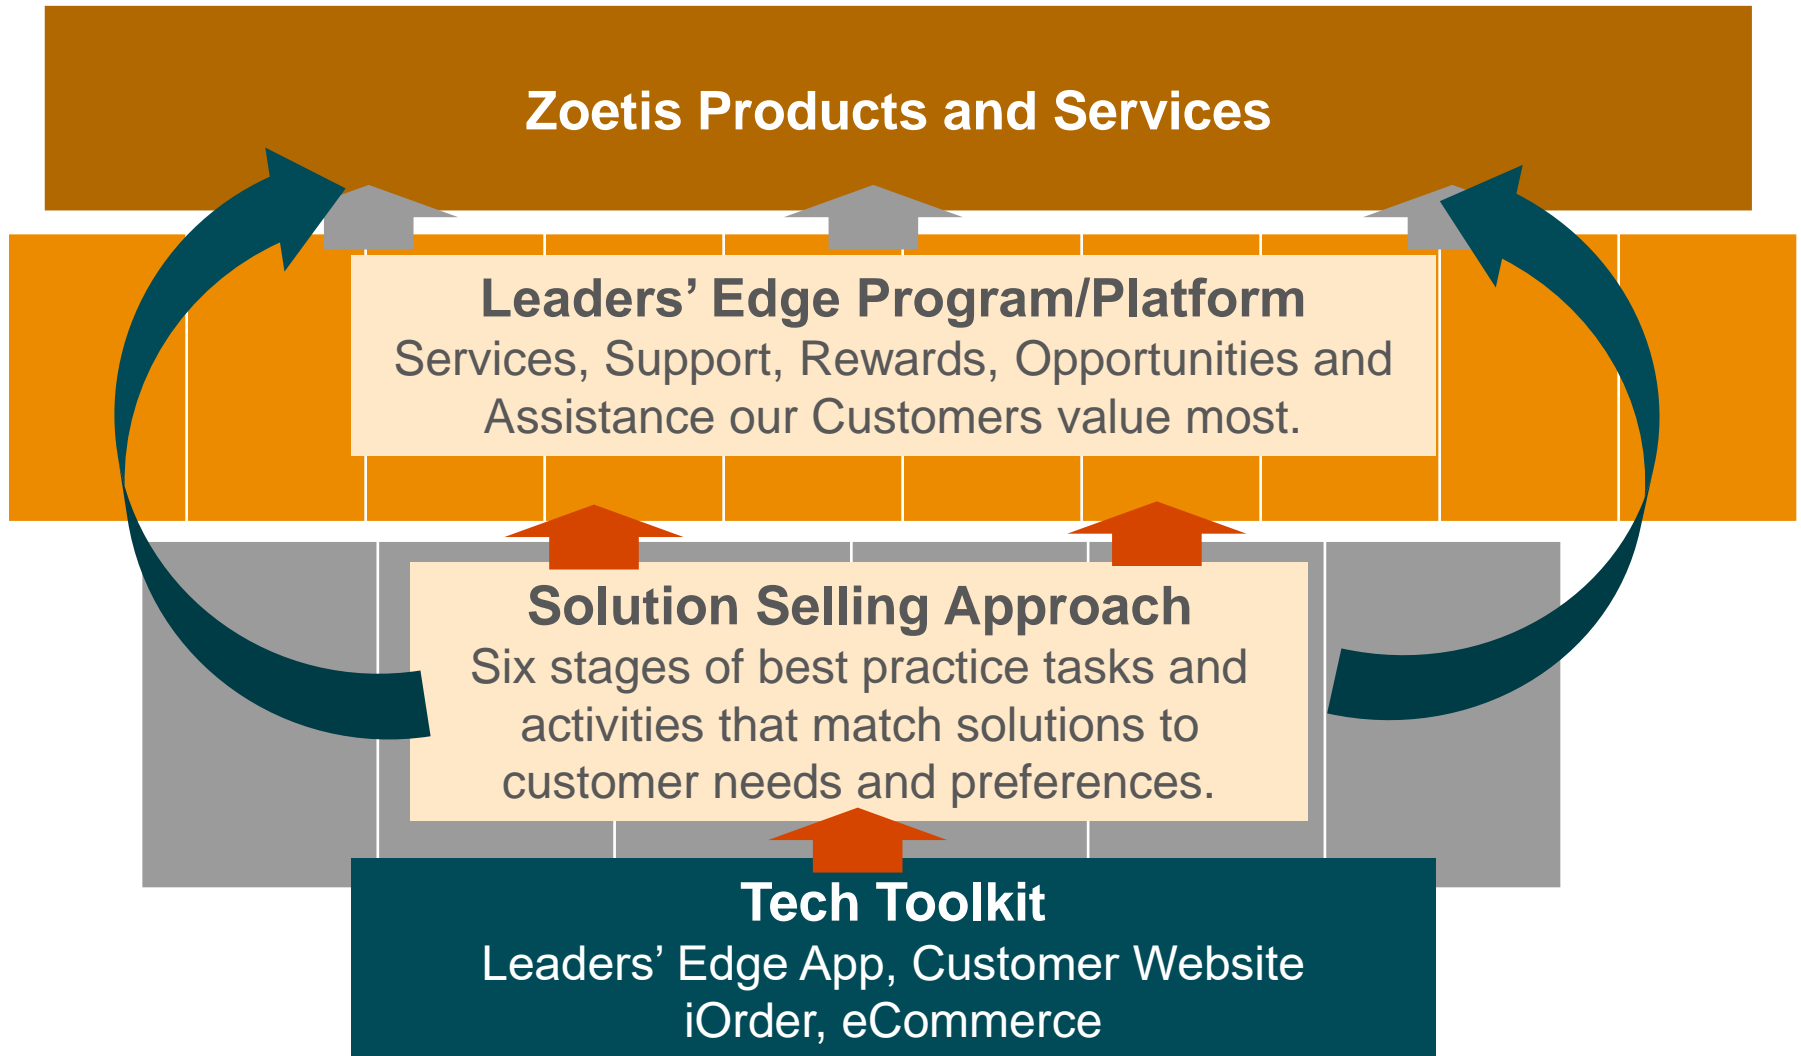 Zoetis Products and Services
Leaders’ Edge Program/Platform
Services, Support, Rewards, Opportunities and
Assistance our Customers value most.
Solution Selling Approach
Six stages of best practice tasks and
activities that match solutions to
customer needs and preferences.
Tech Toolkit
Leaders’ Edge App, Customer Website
iOrder, eCommerce